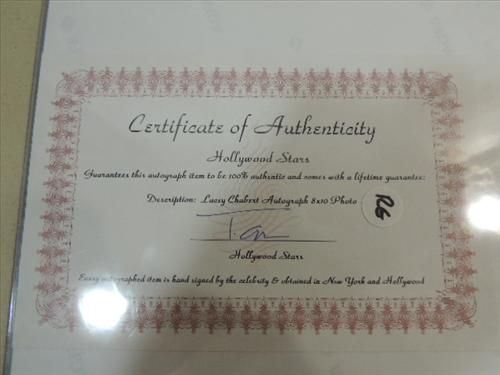 Certificate of Authenticity
Hollywood Stars
Guarantees this autograph item to be 100% authentic and comes with a lifetime guarantee:
Description: Lacey Chabert Autograph 8x10 Photo
RG
Hollywood Stars
Every autographed item is hand signed by the celebrity & obtained in New York and Hollywood